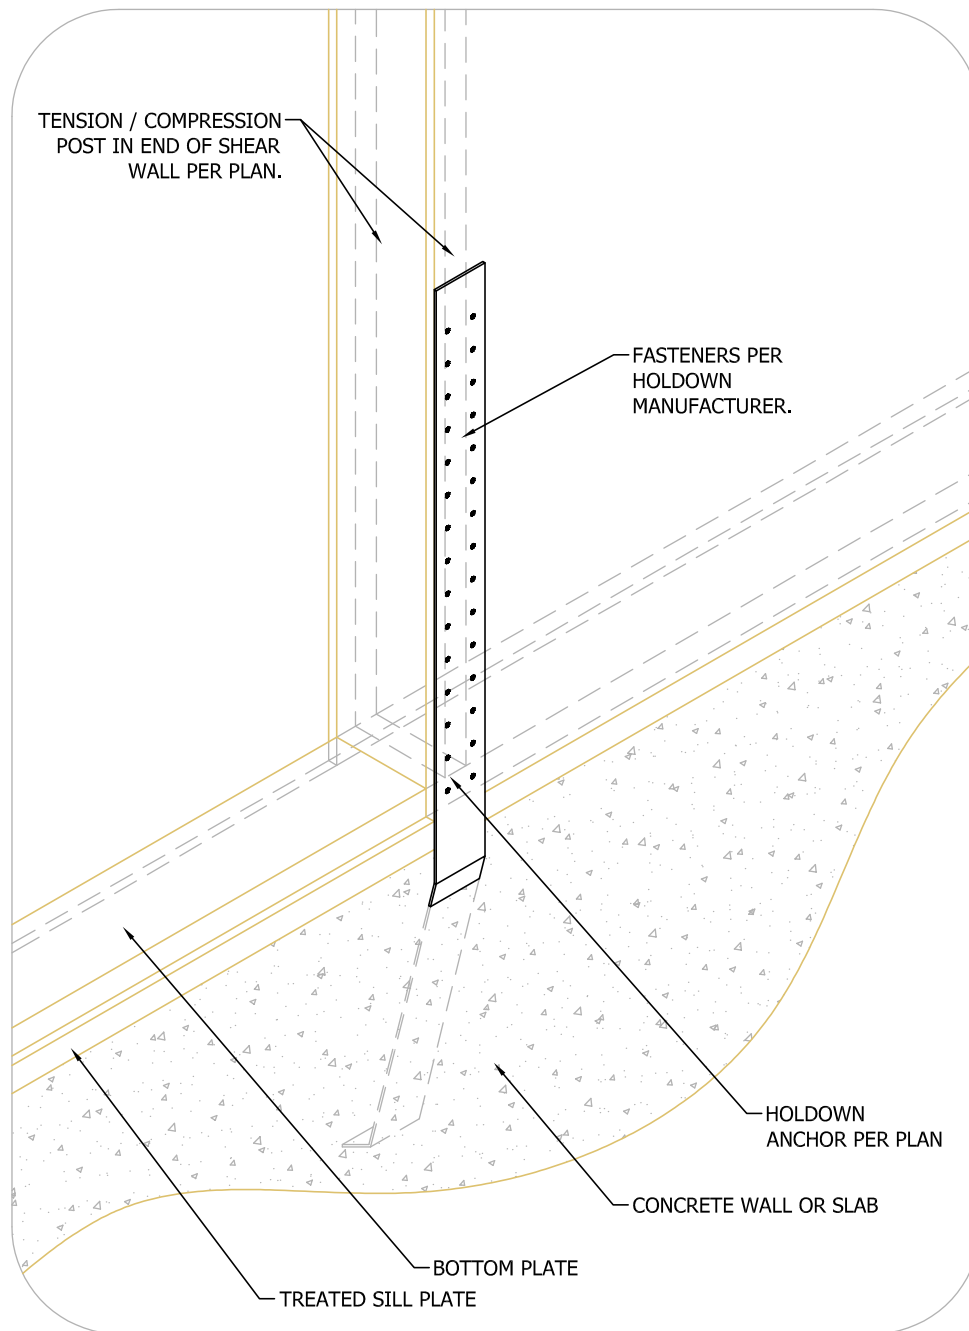 TENSION / COMPRESSION
POST IN END OF SHEAR
WALL PER PLAN.
FASTENERS PER
HOLDOWN
MANUFACTURER.
HOLDOWN
ANCHOR PER PLAN
CONCRETE WALL OR SLAB
BOTTOM PLATE
TREATED SILL PLATE